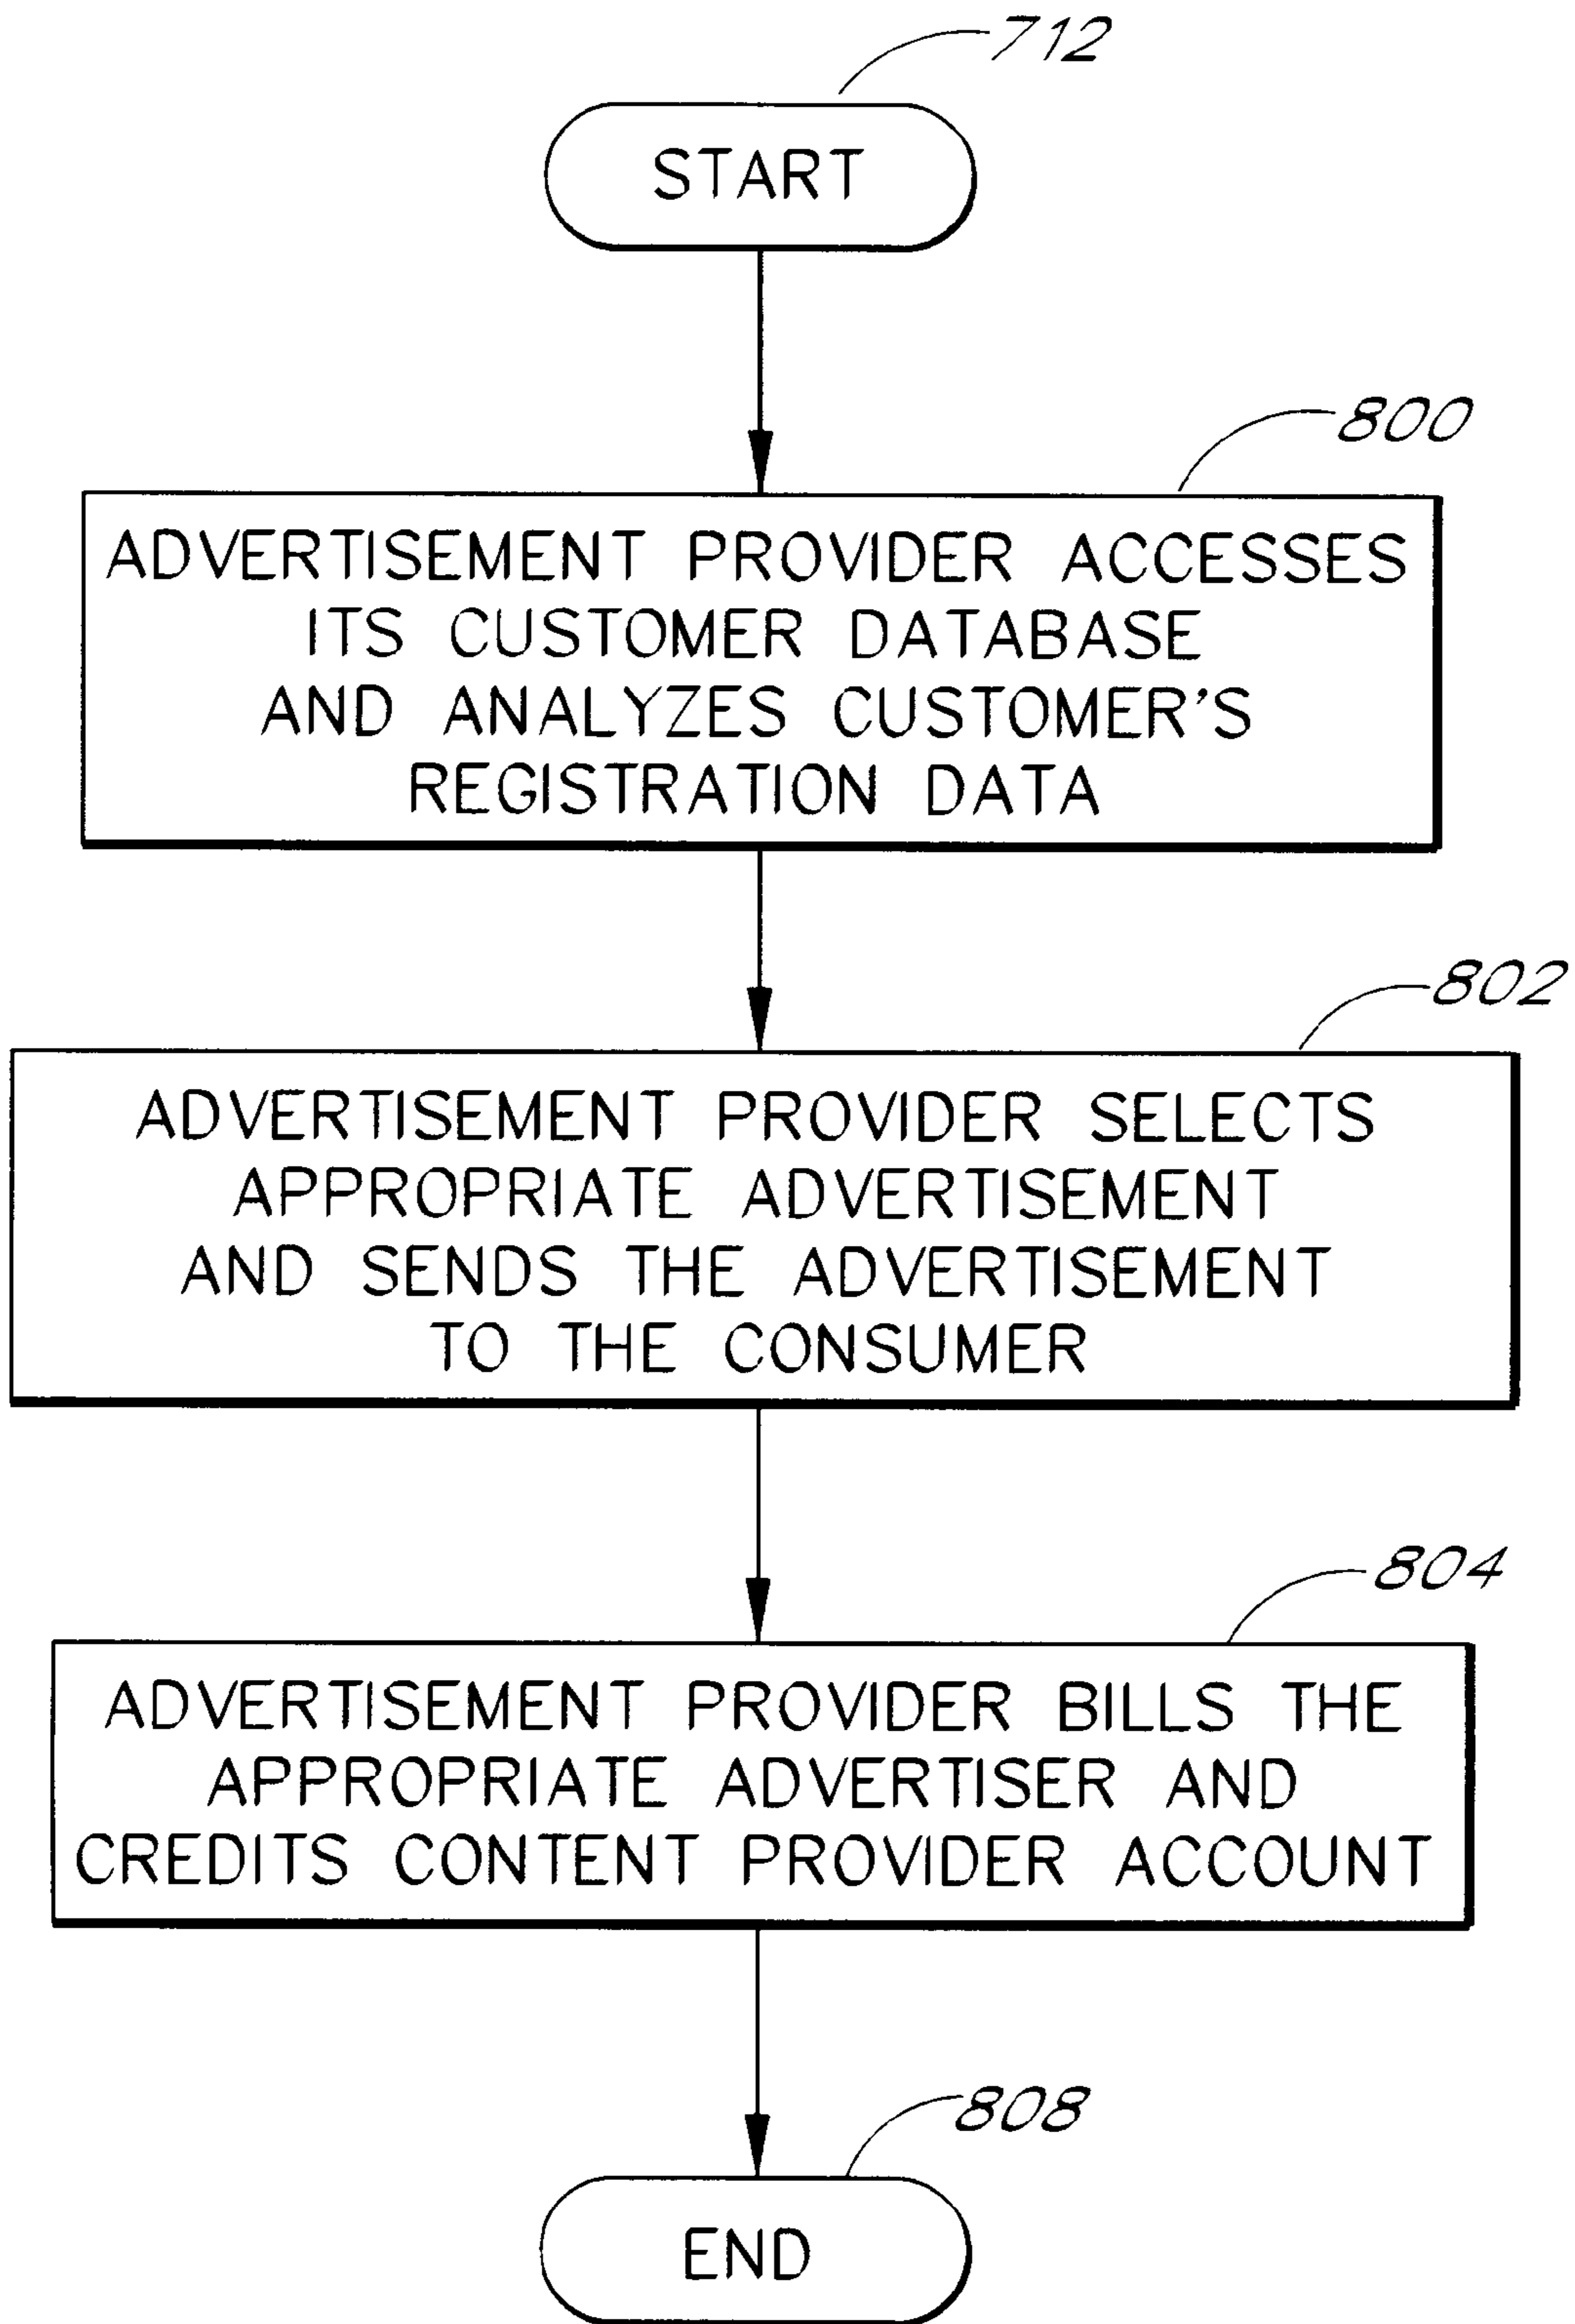 712
START
800
ADVERTISEMENT PROVIDER ACCESSES
ITS CUSTOMER DATABASE
AND ANALYZES CUSTOMER'S
REGISTRATION DATA
802
ADVERTISEMENT PROVIDER SELECTS
APPROPRIATE ADVERTISEMENT
AND SENDS THE ADVERTISEMENT
TO THE CONSUMER
804
ADVERTISEMENT PROVIDER BILLS THE
APPROPRIATE ADVERTISER AND
CREDITS CONTENT PROVIDER ACCOUNT
808
END